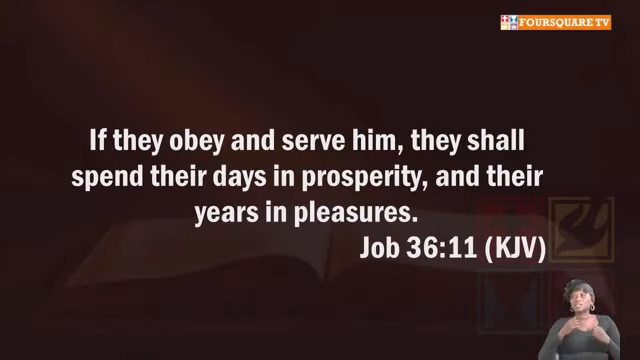 FOURSQUARE TV
If they obey and serve him, they shall
spend their days in prosperity, and their
years in pleasures.
Job 36:11 (KJV)